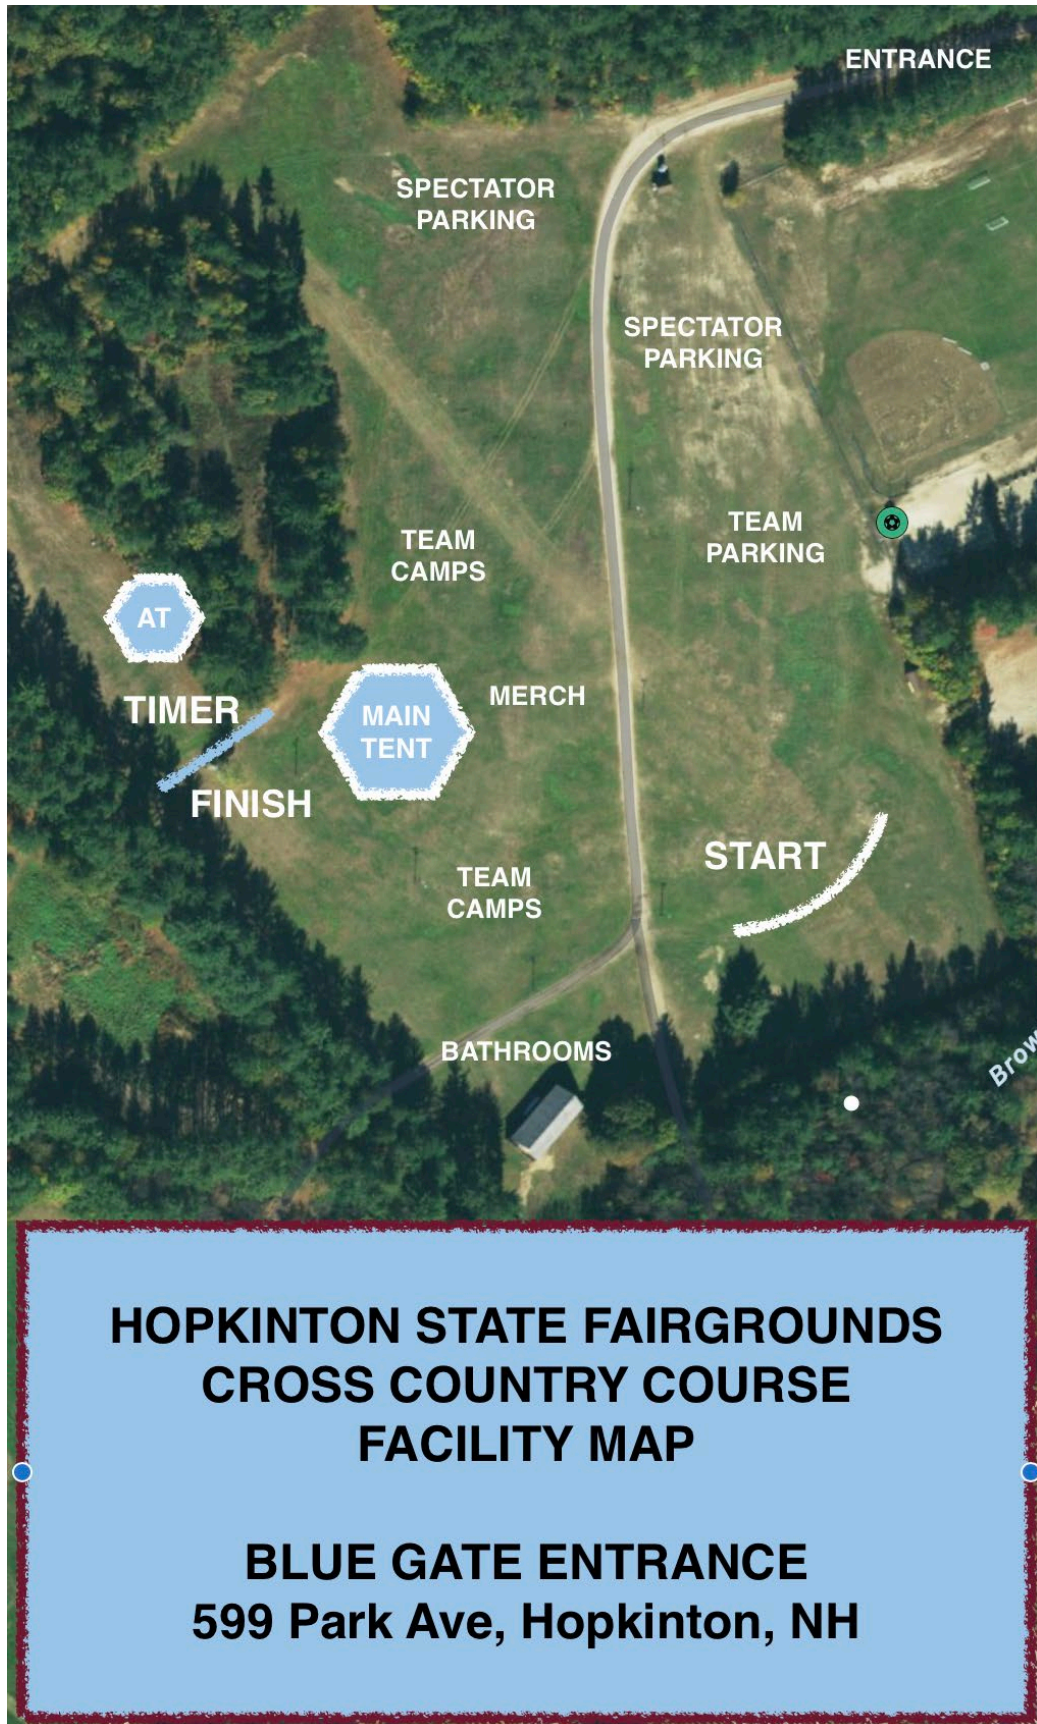 ENTRANCE
SPECTATOR
PARKING
SPECTATOR
PARKING
TEAM
PARKING
TEAM
CAMPS
AT
TIMER
MERCH
MAIN
TENT
FINISH
START
TEAM
CAMPS
BATHROOMS
Brow
HOPKINTON STATE FAIRGROUNDS
CROSS COUNTRY COURSE
FACILITY MAP
BLUE GATE ENTRANCE
599 Park Ave, Hopkinton, NH